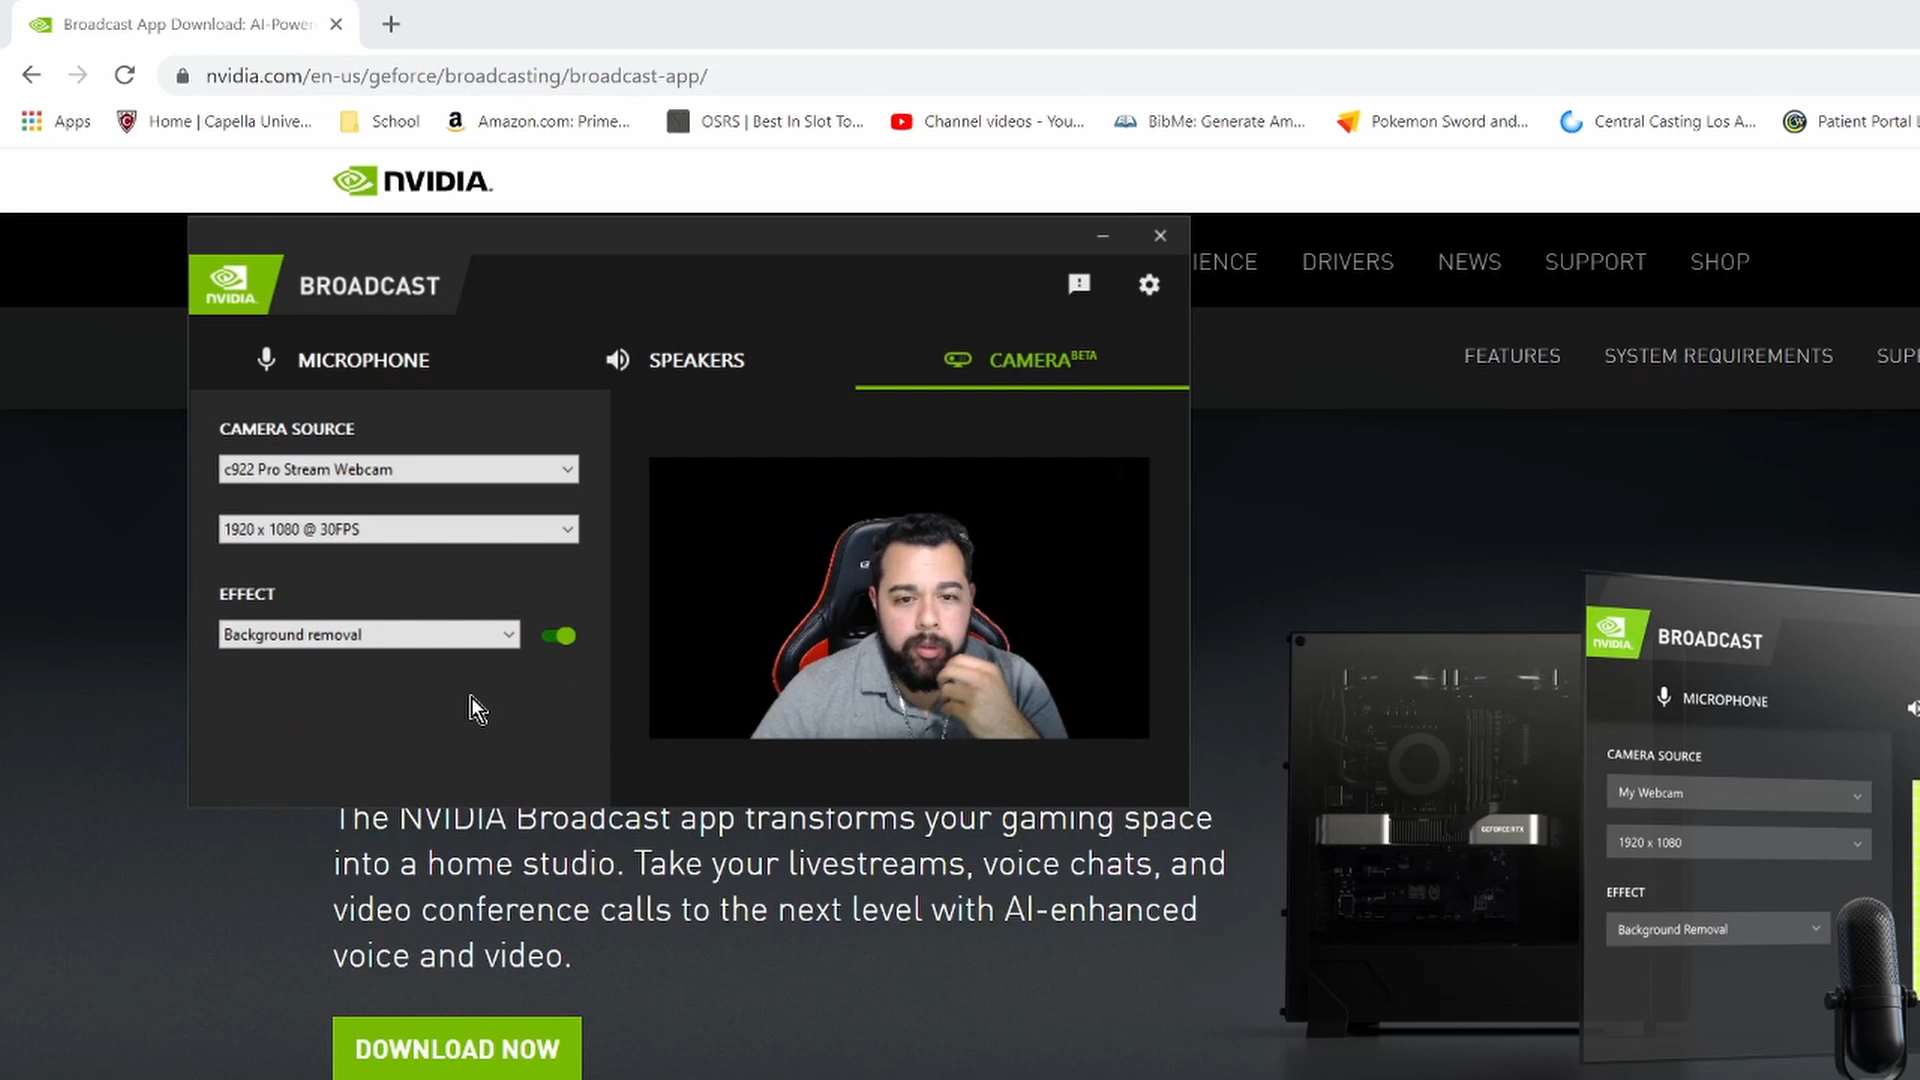 Broadcast App Download: AI-Power
nvidia.com/en-us/geforce/broadcasting/broadcast-app/
Apps
Home | Capella Unive...
School
Amazon.com: Prime...
OSRS | Best In Slot To...
Channel videos - You...
BibMe: Generate Am...
Pokemon Sword and...
Central Casting Los A...
Patient Portal
NVIDIA.
IENCE
DRIVERS
NEWS
SUPPORT
SHOP
FEATURES
SYSTEM REQUIREMENTS
SUP
NVIDIA.
BROADCAST
MICROPHONE
SPEAKERS
CAMERA BETA
CAMERA SOURCE
c922 Pro Stream Webcam
1920 x 1080 @ 30FPS
EFFECT
Background removal
The NVIDIA Broadcast app transforms your gaming space
into a home studio. Take your livestreams, voice chats, and
video conference calls to the next level with AI-enhanced
voice and video.
DOWNLOAD NOW
GEFORCE RTX
NVIDIA.
BROADCAST
MICROPHONE
CAMERA SOURCE
My Webcam
1920 x 1080
EFFECT
Background Removal